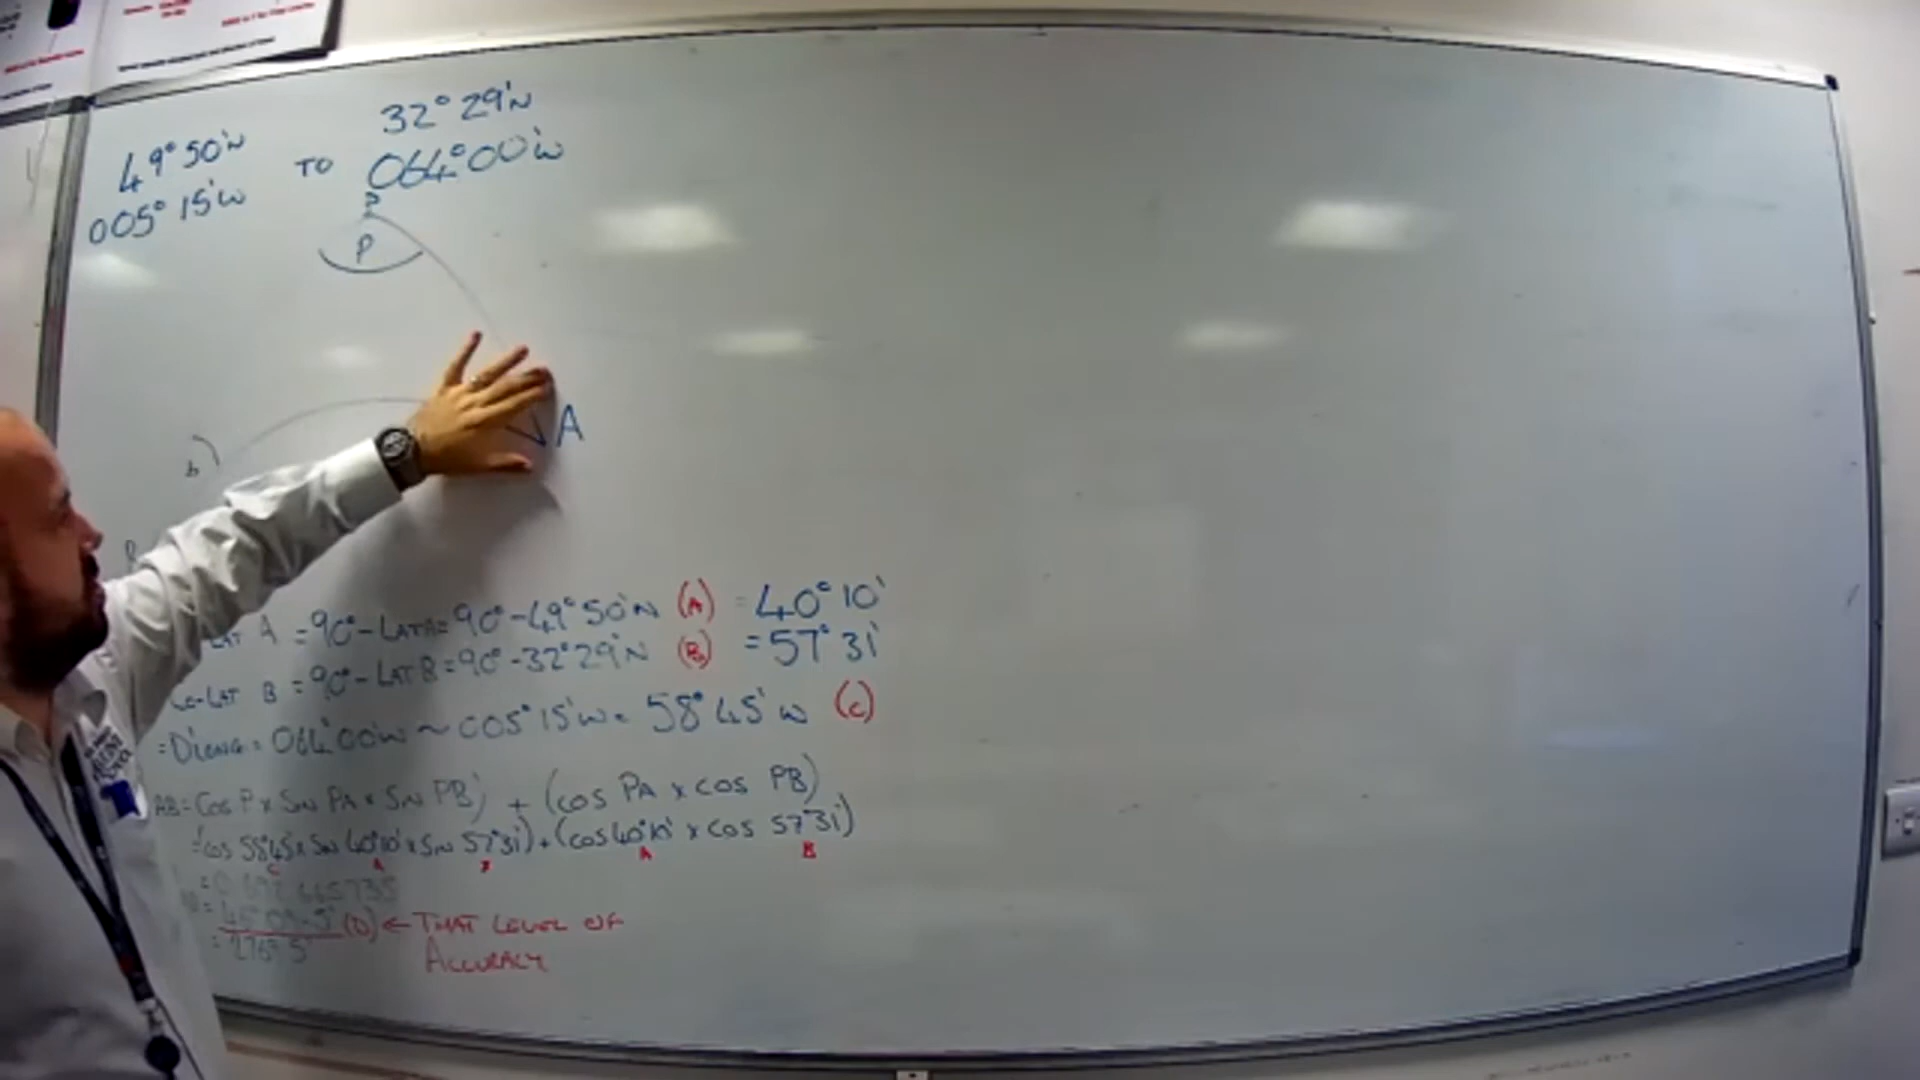 49°50'N
005°15'W
TO
32°29'N
064°00'W
P
P
A
b
B
LAT A = 90° - LAT A = 90° - 49°50'N (A) = 40°10'
CO-LAT B = 90° - LAT B = 90° - 32°29'N (B) = 57°31'
= D'LONG = 064°00'W ~ 005°15'W = 58°45'W (C)
AB = COS P x SIN PA x SIN PB) + (COS PA x COS PB)
(COS 58°45' x SIN 40°10' x SIN 57°31') + (COS 40°10' x COS 57°31')
C A A B
= 0.692665735
(D) ← THAT LEVEL OF
ACCURACY